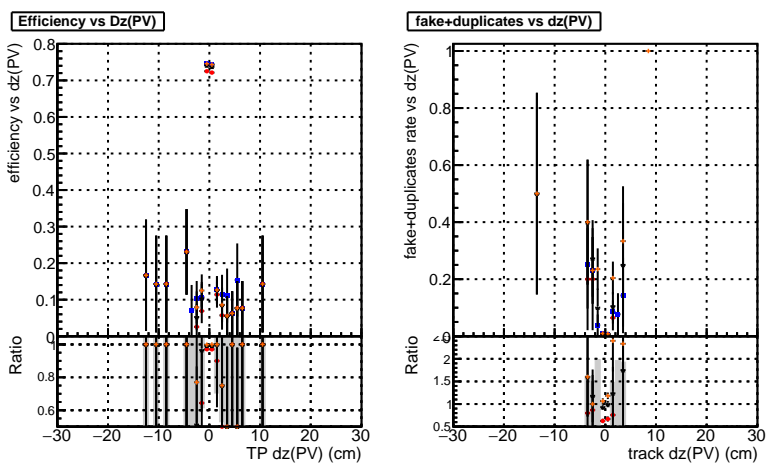 Efficiency vs Dz(PV)
efficiency vs dz(PV)
0.8
0.7
0.6
0.5
0.4
0.3
0.2
0.1
0
Ratio
1
0.8
0.6
−30 −20 −10 0 10 20 30
TP dz(PV) (cm)
fake+duplicates vs dz(PV)
fake+duplicates rate vs dz(PV)
1
0.8
0.6
0.4
0.2
Ratio
2
1.5
1
0.5
−30 −20 −10 0 10 20 30
track dz(PV) (cm)